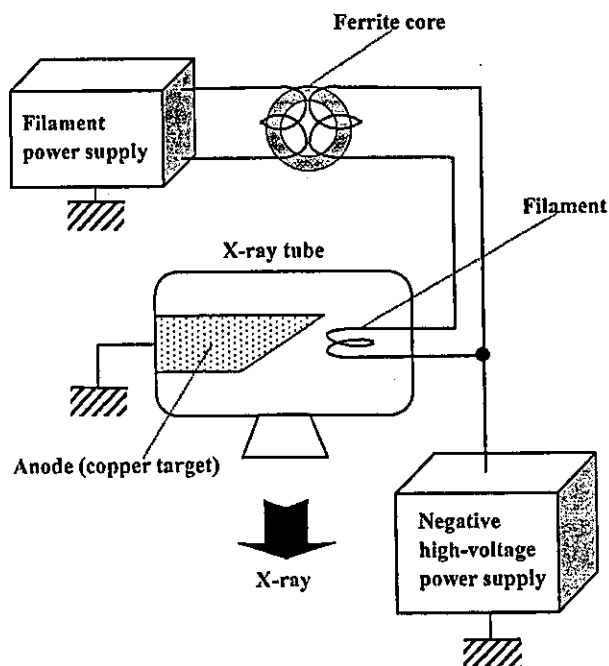 Ferrite core
Filament
power supply
Filament
X-ray tube
Anode (copper target)
Negative
high-voltage
power supply
X-ray